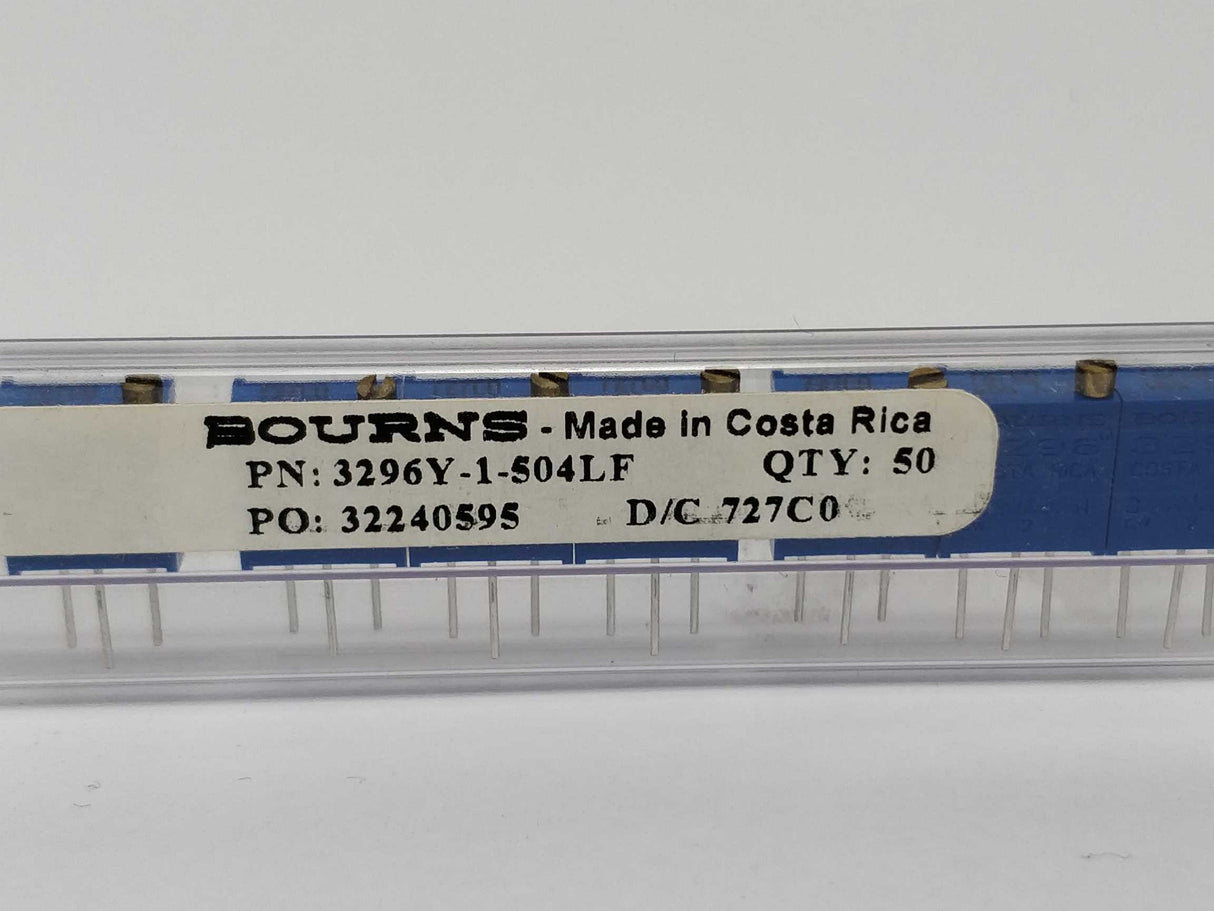 BOURNS - Made in Costa Rica
PN: 3296Y-1-504LF QTY: 50
PO: 32240595 D/C 727C0